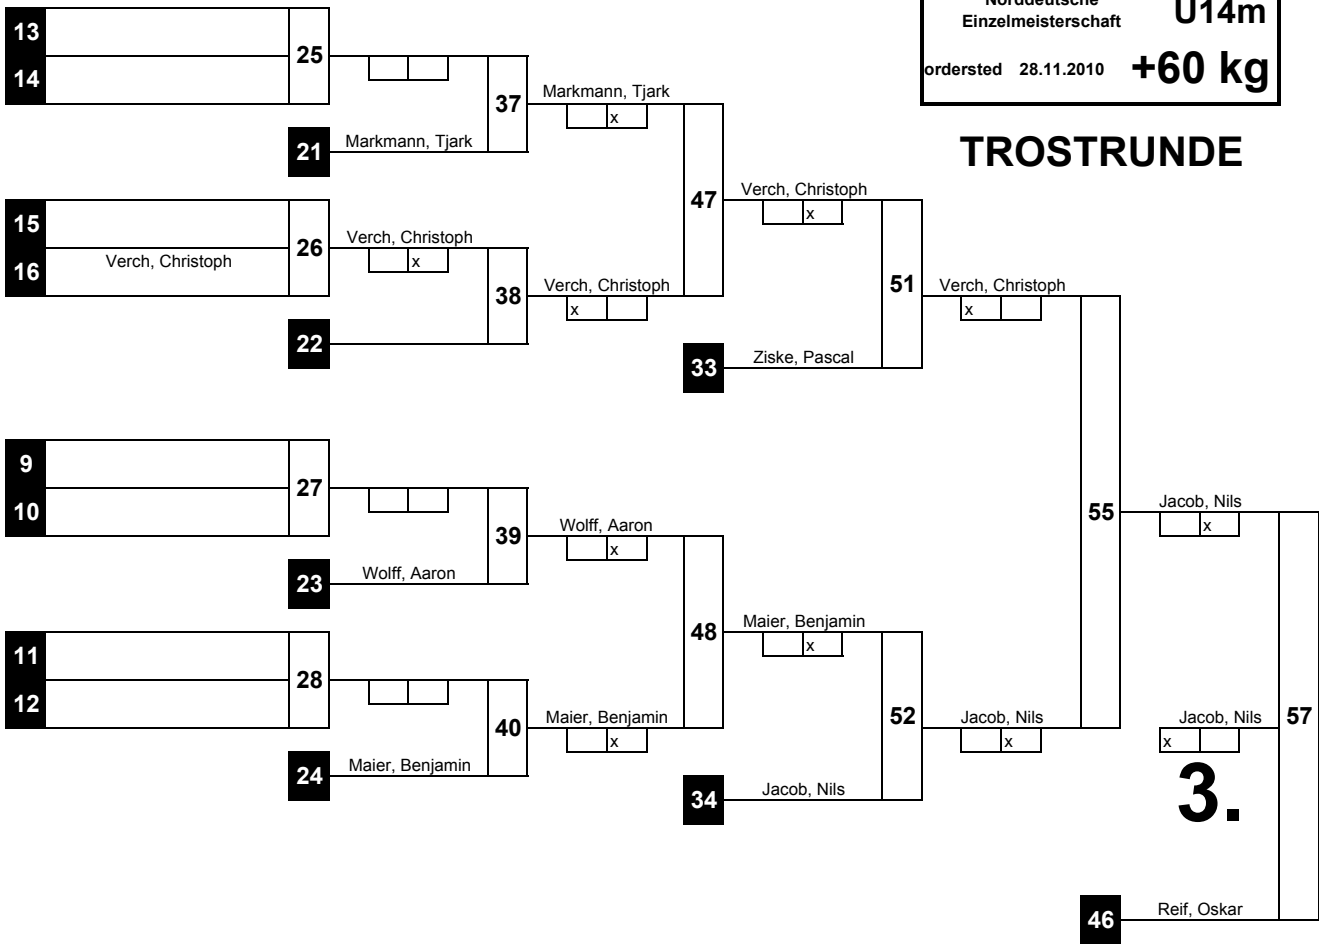 Norddeutsche
Einzelmeisterschaft
U14m
ordersted 28.11.2010
+60 kg
TROSTRUNDE
13
14
25
37
Markmann, Tjark
x
21
Markmann, Tjark
47
Verch, Christoph
x
15
16
Verch, Christoph
26
Verch, Christoph
x
38
Verch, Christoph
x
22
51
Verch, Christoph
x
33
Ziske, Pascal
9
10
27
39
Wolff, Aaron
x
23
Wolff, Aaron
55
Jacob, Nils
x
48
Maier, Benjamin
x
11
12
28
40
Maier, Benjamin
x
24
Maier, Benjamin
52
Jacob, Nils
x
34
Jacob, Nils
Jacob, Nils
x
57
3.
46
Reif, Oskar